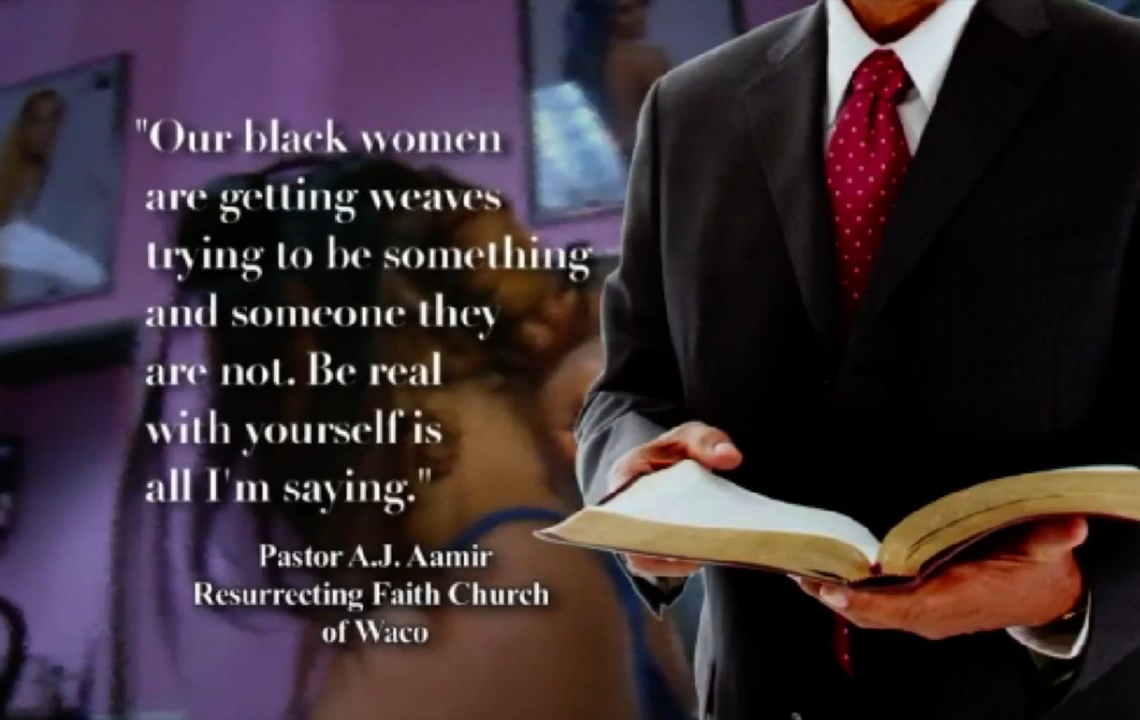 "Our black women
are getting weaves
trying to be something
and someone they
are not. Be real
with yourself is
all I'm saying."
Pastor A.J. Aamir
Resurrecting Faith Church
of Waco